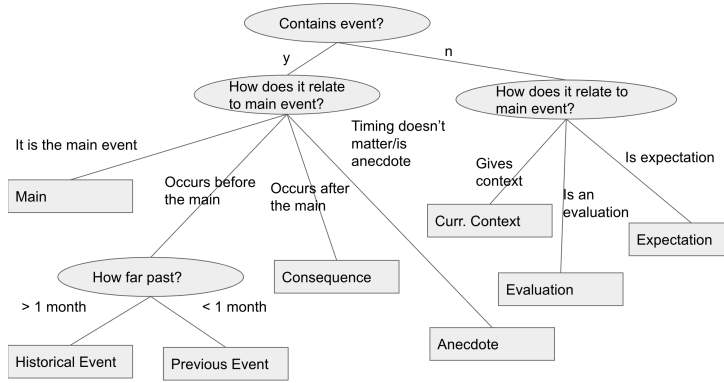 Contains event?
y
n
How does it relate
to main event?
How does it relate to
main event?
It is the main event
Timing doesn't
matter/is
anecdote
Occurs before
the main
Occurs after
the main
Gives
context
Is an
evaluation
Is expectation
Main
Curr. Context
Expectation
How far past?
Consequence
Evaluation
> 1 month
< 1 month
Anecdote
Historical Event
Previous Event